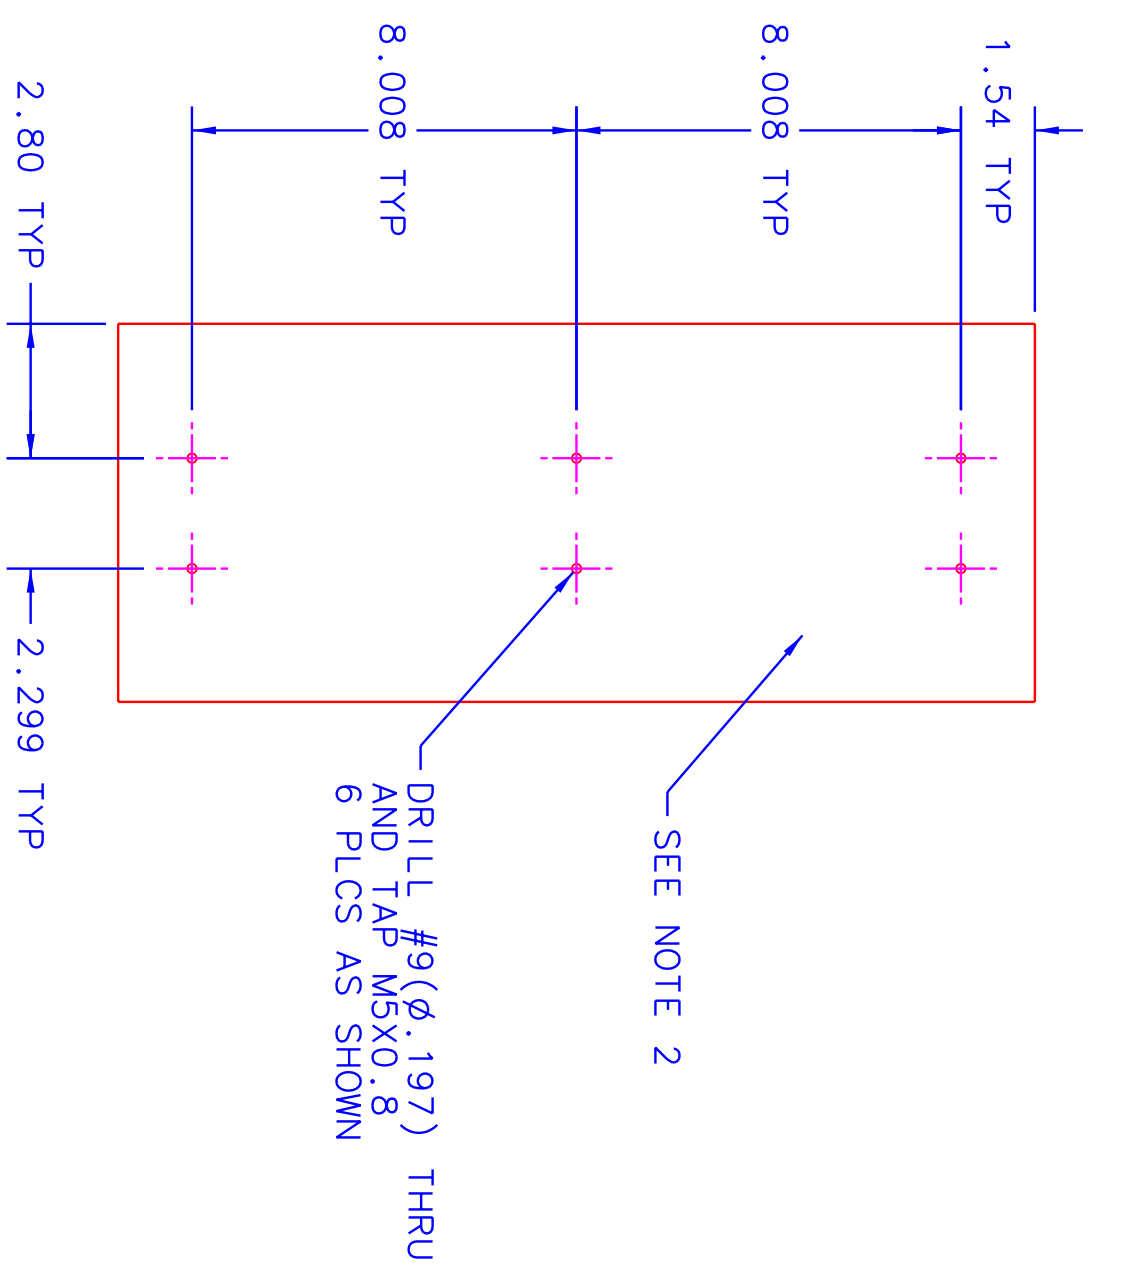 1.54 TYP
8.008 TYP
8.008 TYP
2.80 TYP
2.299 TYP
SEE NOTE 2
DRILL #9(Ø.197) THRU
AND TAP M5X0.8
6 PLCS AS SHOWN